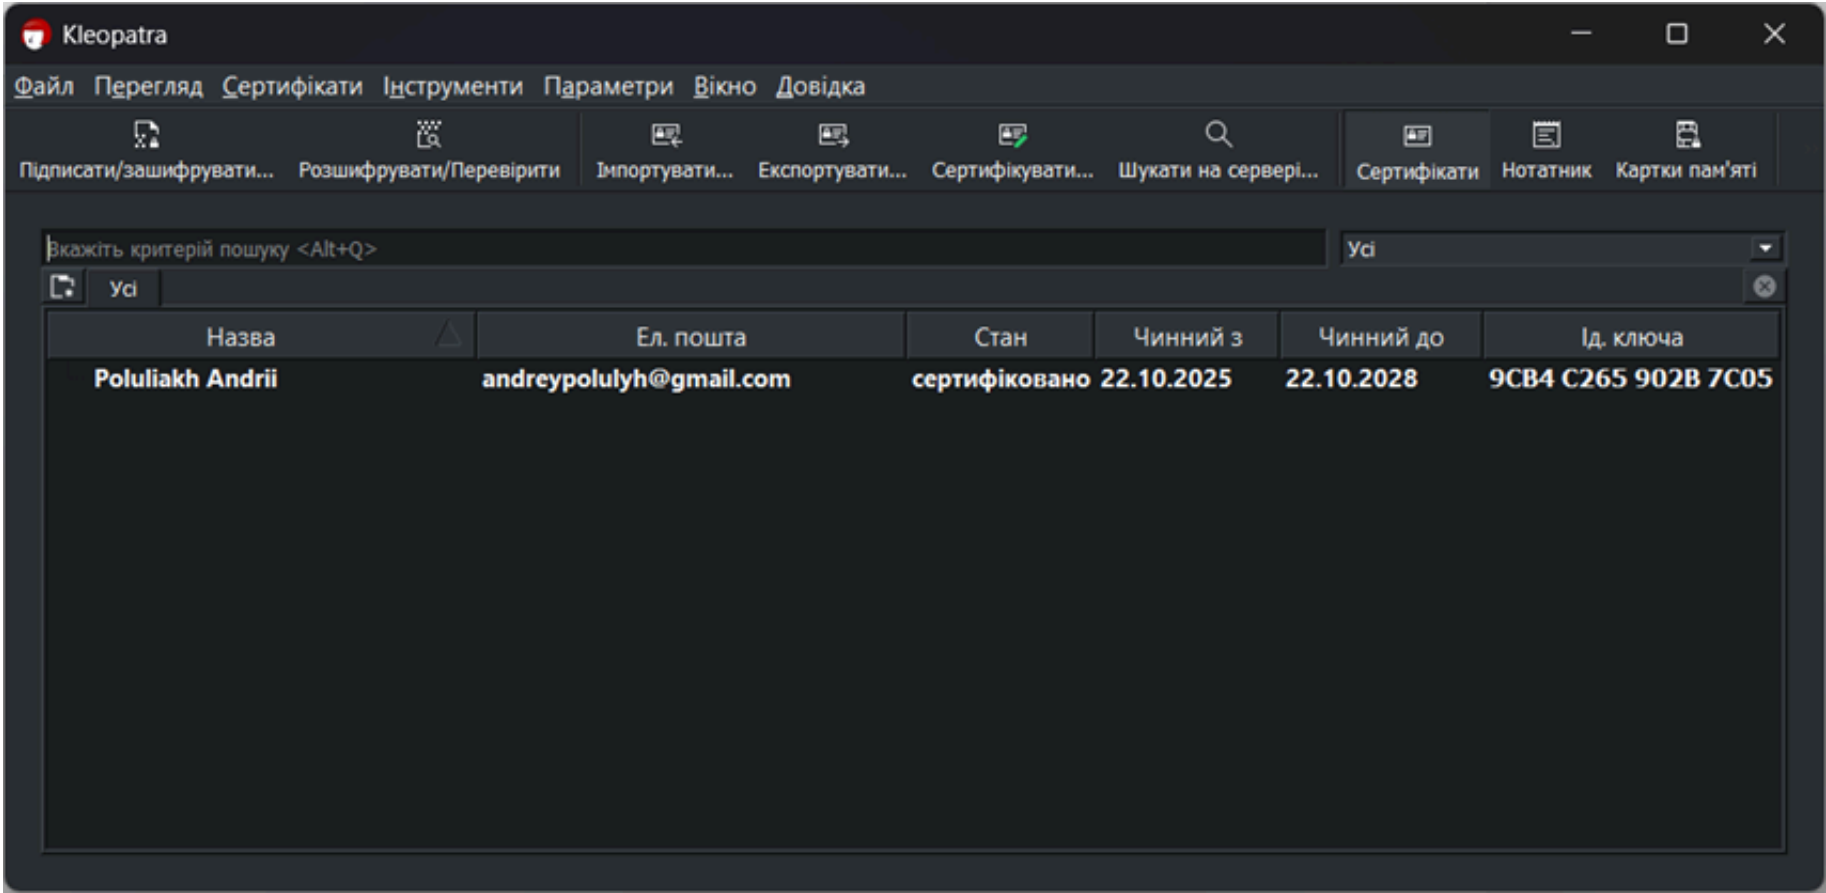 Kleopatra
Файл Перегляд Сертифікати Інструменти Параметри Вікно Довідка
Підписати/зашифрувати... Розшифрувати/Перевірити Імпортувати... Експортувати... Сертифікувати... Шукати на сервері... Сертифікати Нотатник Картки пам'яті
Вкажіть критерій пошуку <Alt+Q> Усі
Усі
Назва Ел. пошта Стан Чинний з Чинний до Ід. ключа
Poluliakh Andrii andreypolulyh@gmail.com сертифіковано 22.10.2025 22.10.2028 9CB4 C265 902B 7C05